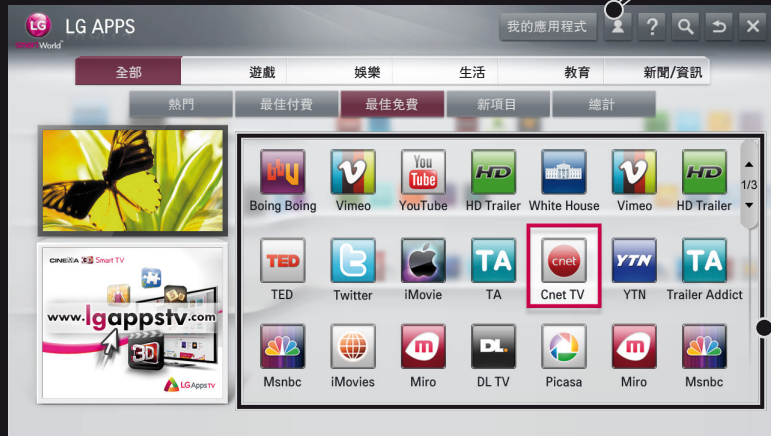 LG LG APPS
Smart World
我的應用程式 ?
全部 遊戲 娛樂 生活 教育 新聞/資訊
熱門 最佳付費 最佳免費 新項目 總計
bbU V You Tube HD V HD
Boing Boing Vimeo YouTube HD Trailer White House Vimeo HD Trailer
1/3
CINEMA 3D Smart TV
www.lgappstv.com
3D
LG Apps TV
TED TA cnet YTN TA
TED Twitter iMovie TA Cnet TV YTN Trailer Addict
m DL. m
Msnbc iMovies Miro DL TV Picasa Miro Msnbc